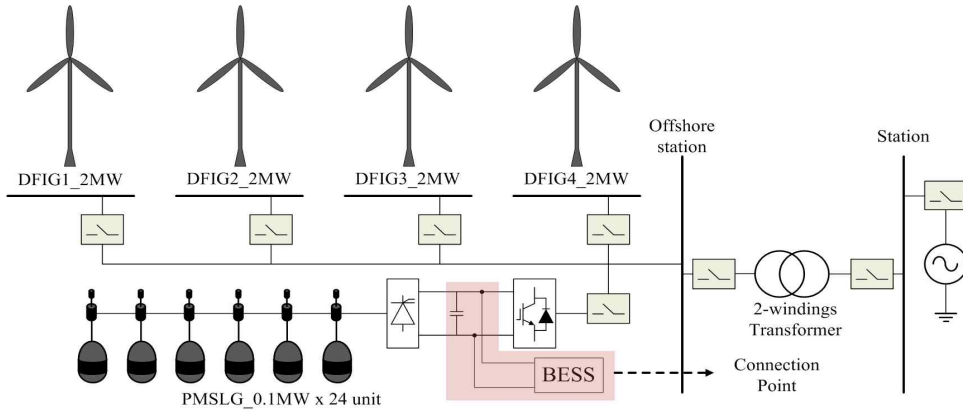 DFIG1_2MW
DFIG2_2MW
DFIG3_2MW
DFIG4_2MW
Offshore
station
Station
2-windings
Transformer
BESS
Connection
Point
PMSLG_0.1MW x 24 unit